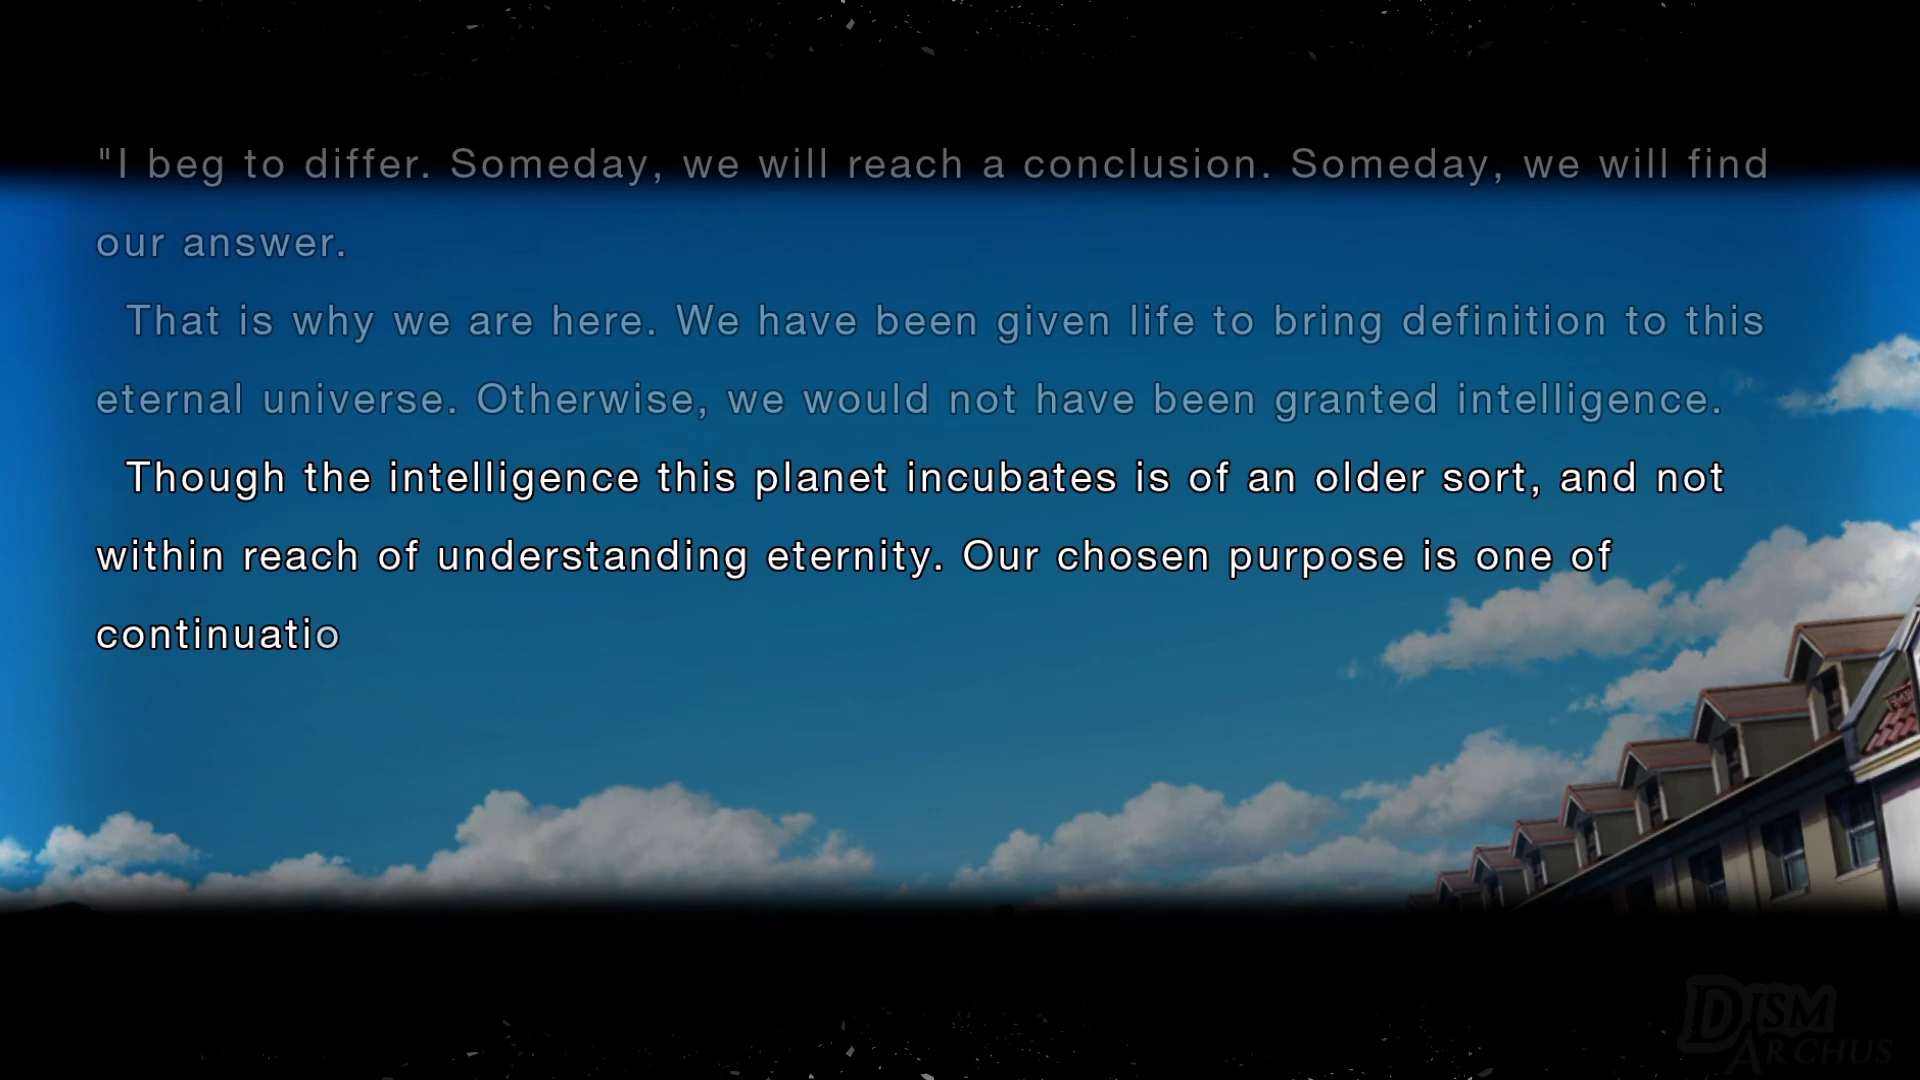 "I beg to differ. Someday, we will reach a conclusion. Someday, we will find
our answer.
That is why we are here. We have been given life to bring definition to this
eternal universe. Otherwise, we would not have been granted intelligence.
Though the intelligence this planet incubates is of an older sort, and not
within reach of understanding eternity. Our chosen purpose is one of
continuatio
DISM
ARCHUS